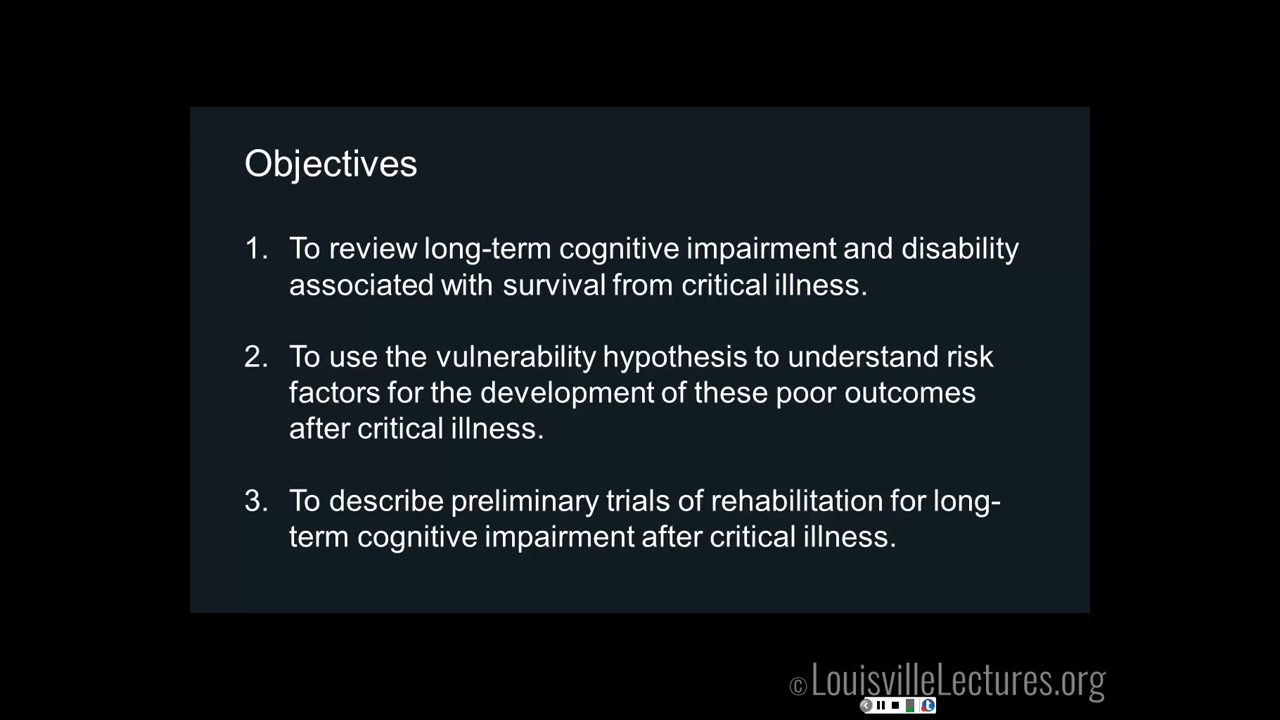 Objectives
1. To review long-term cognitive impairment and disability
associated with survival from critical illness.
2. To use the vulnerability hypothesis to understand risk
factors for the development of these poor outcomes
after critical illness.
3. To describe preliminary trials of rehabilitation for long-
term cognitive impairment after critical illness.
© LouisvilleLectures.org